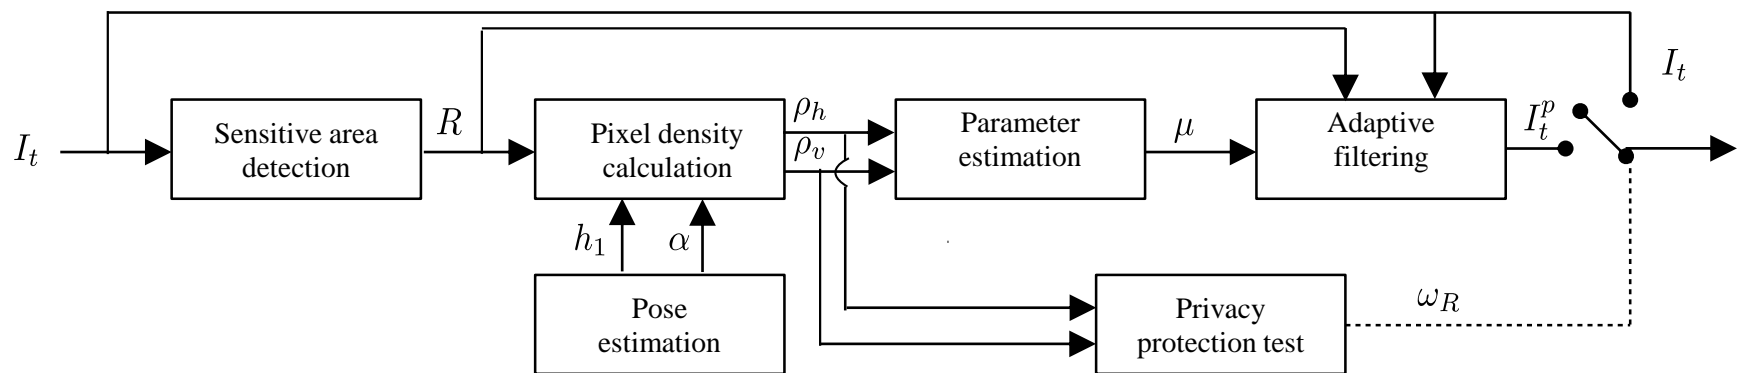 I_t
Sensitive area
detection
R
Pixel density
calculation
ρ_h
ρ_v
Parameter
estimation
μ
Adaptive
filtering
I_t^p
I_t
h_1
α
Pose
estimation
Privacy
protection test
ω_R